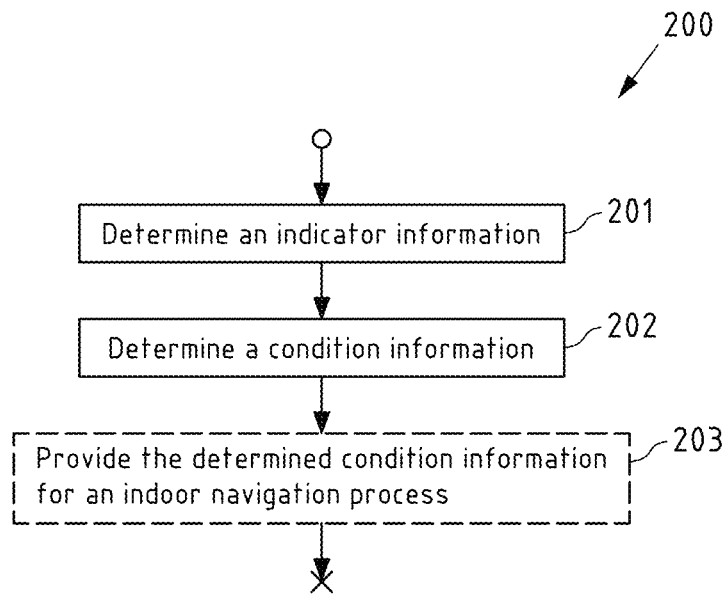 200
Determine an indicator information
201
Determine a condition information
202
Provide the determined condition information
for an indoor navigation process
203